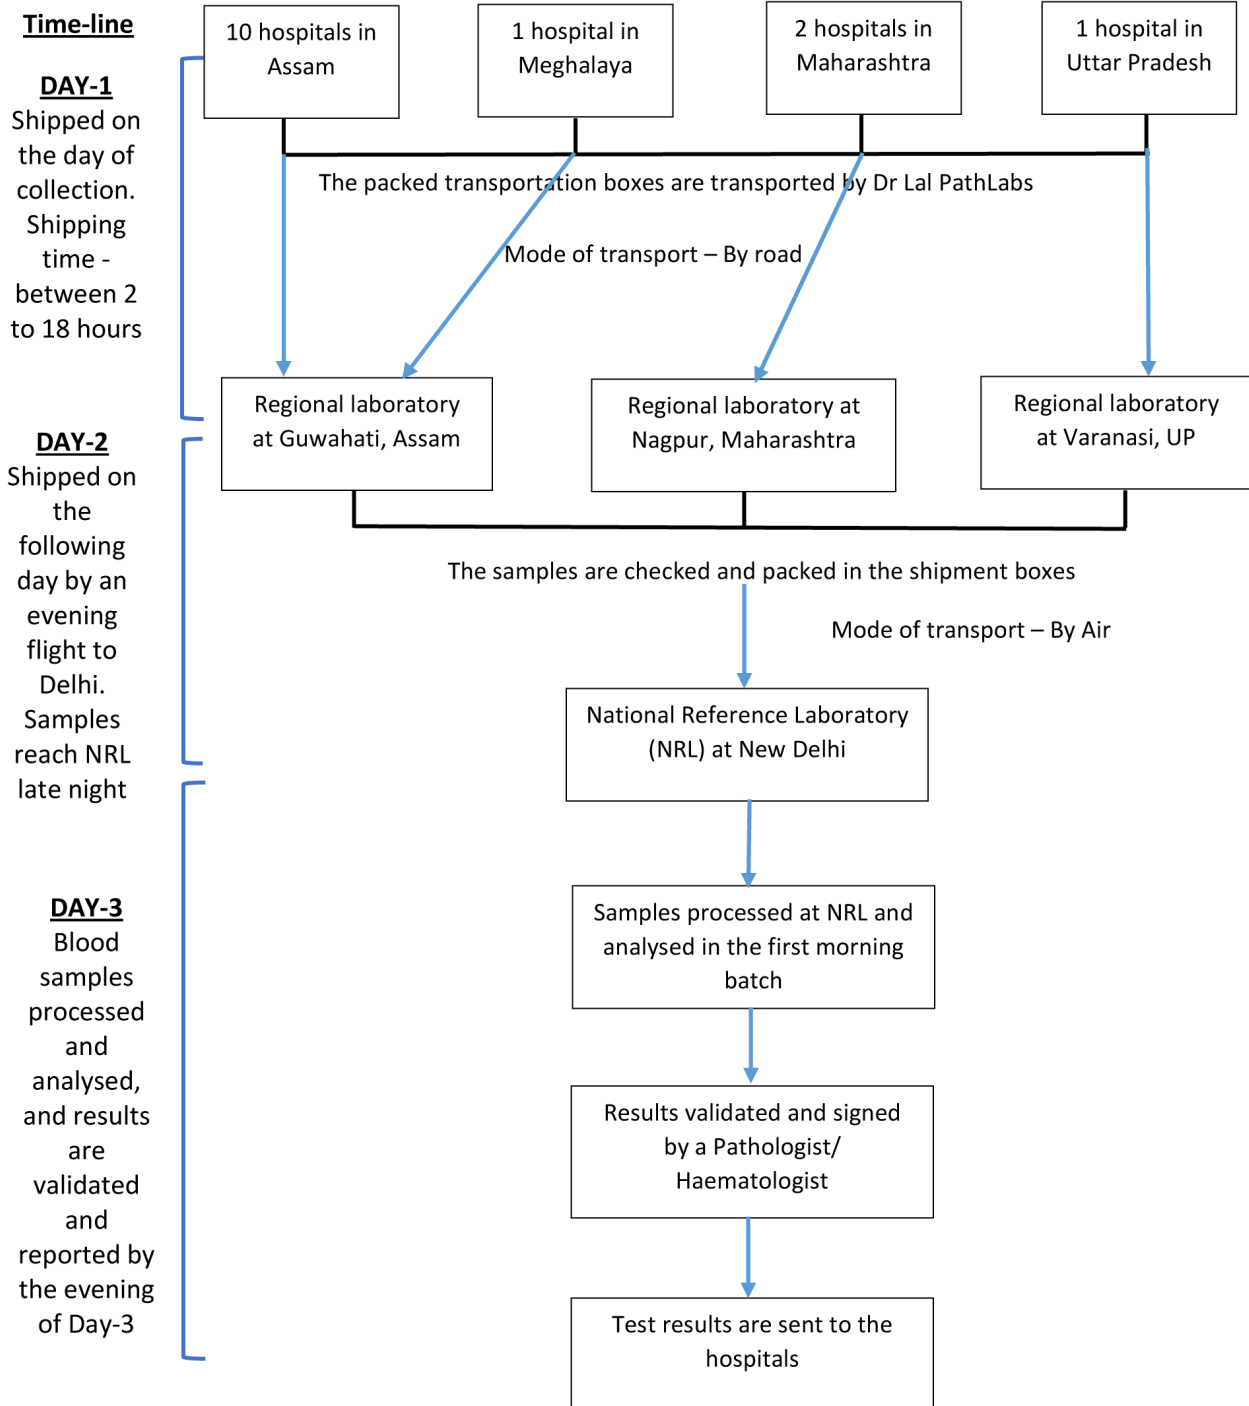 Time-line
DAY-1
Shipped on
the day of
collection.
Shipping
time -
between 2
to 18 hours
DAY-2
Shipped on
the
following
day by an
evening
flight to
Delhi.
Samples
reach NRL
late night
DAY-3
Blood
samples
processed
and
analysed,
and results
are
validated
and
reported by
the evening
of Day-3
10 hospitals in
Assam
1 hospital in
Meghalaya
2 hospitals in
Maharashtra
1 hospital in
Uttar Pradesh
The packed transportation boxes are transported by Dr Lal PathLabs
Mode of transport – By road
Regional laboratory
at Guwahati, Assam
Regional laboratory at
Nagpur, Maharashtra
Regional laboratory
at Varanasi, UP
The samples are checked and packed in the shipment boxes
Mode of transport – By Air
National Reference Laboratory
(NRL) at New Delhi
Samples processed at NRL and
analysed in the first morning
batch
Results validated and signed
by a Pathologist/
Haematologist
Test results are sent to the
hospitals